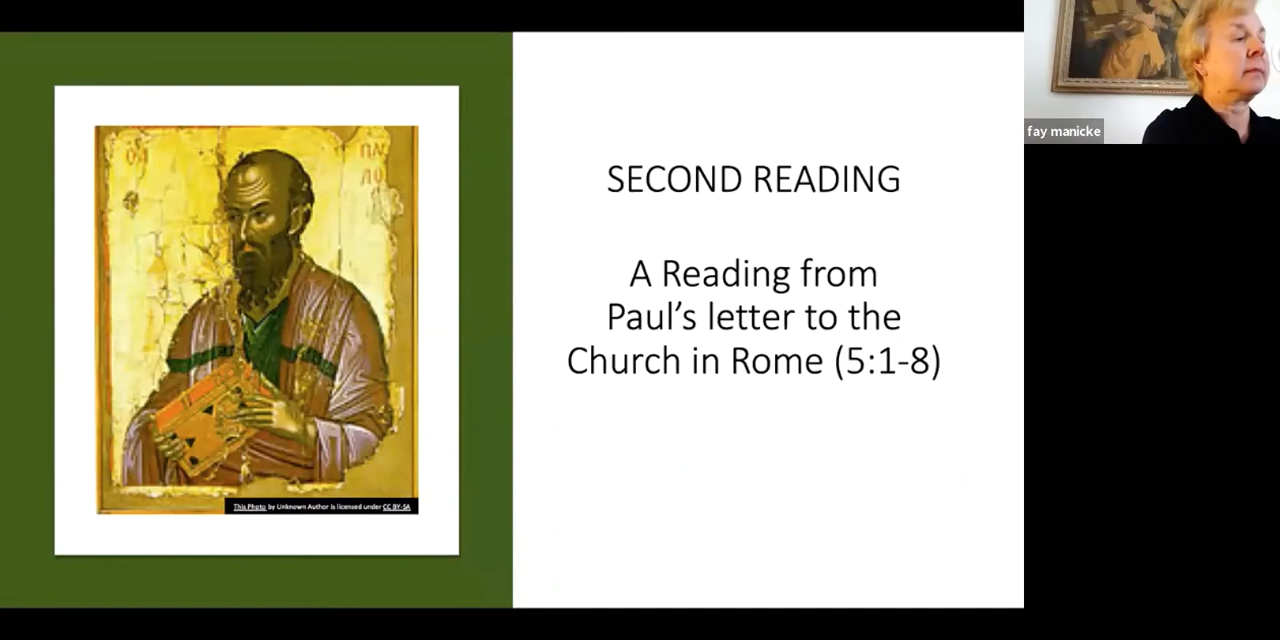 SECOND READING
A Reading from
Paul's letter to the
Church in Rome (5:1-8)
This Photo by Unknown Author is licensed under CC BY-SA
fay manicke